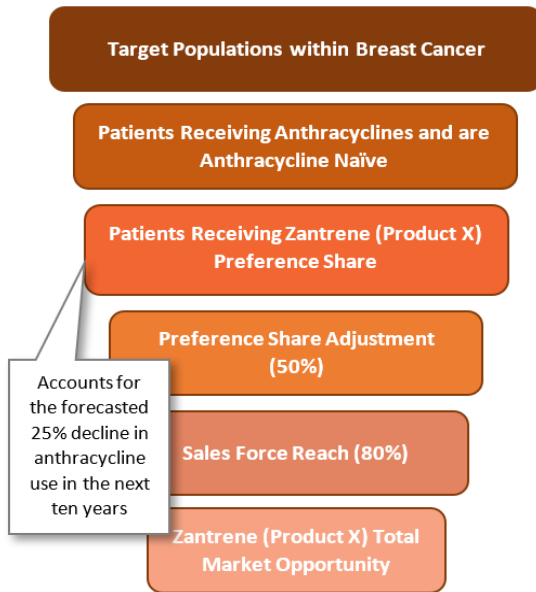 Target Populations within Breast Cancer
Patients Receiving Anthracyclines and are
Anthracycline Naïve
Patients Receiving Zantrene (Product X)
Preference Share
Preference Share Adjustment
(50%)
Accounts for
the forecasted
25% decline in
anthracycline
use in the next
ten years
Sales Force Reach (80%)
Zantrene (Product X) Total
Market Opportunity